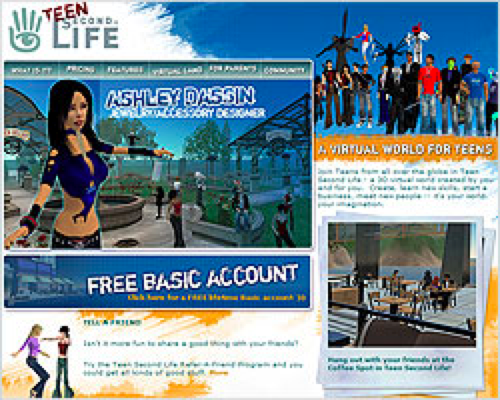 TEEN
SECOND
LIFE
WHAT IS IT?
PRICING
FEATURES
VIRTUAL LAND
FOR PARENTS
COMMUNITY
ASHLEY DASSIN
JEWELRY/ACCESSORY DESIGNER
FREE BASIC ACCOUNT
Click here for a FREE lifetime Basic account
TELL A FRIEND
Isn't it more fun to share a good thing with your friends?
Try the Teen Second Life Refer-A-Friend Program and you
could get all kinds of good stuff. More
A VIRTUAL WORLD FOR TEENS
Join Teens from all over the globe in Teen
Second Life - a 3D virtual world created by you
and for you. Create, learn new skills, start a
business, meet new people -- it's your world,
your imagination.
Hang out with your friends at the
Coffee Spot in Teen Second Life!